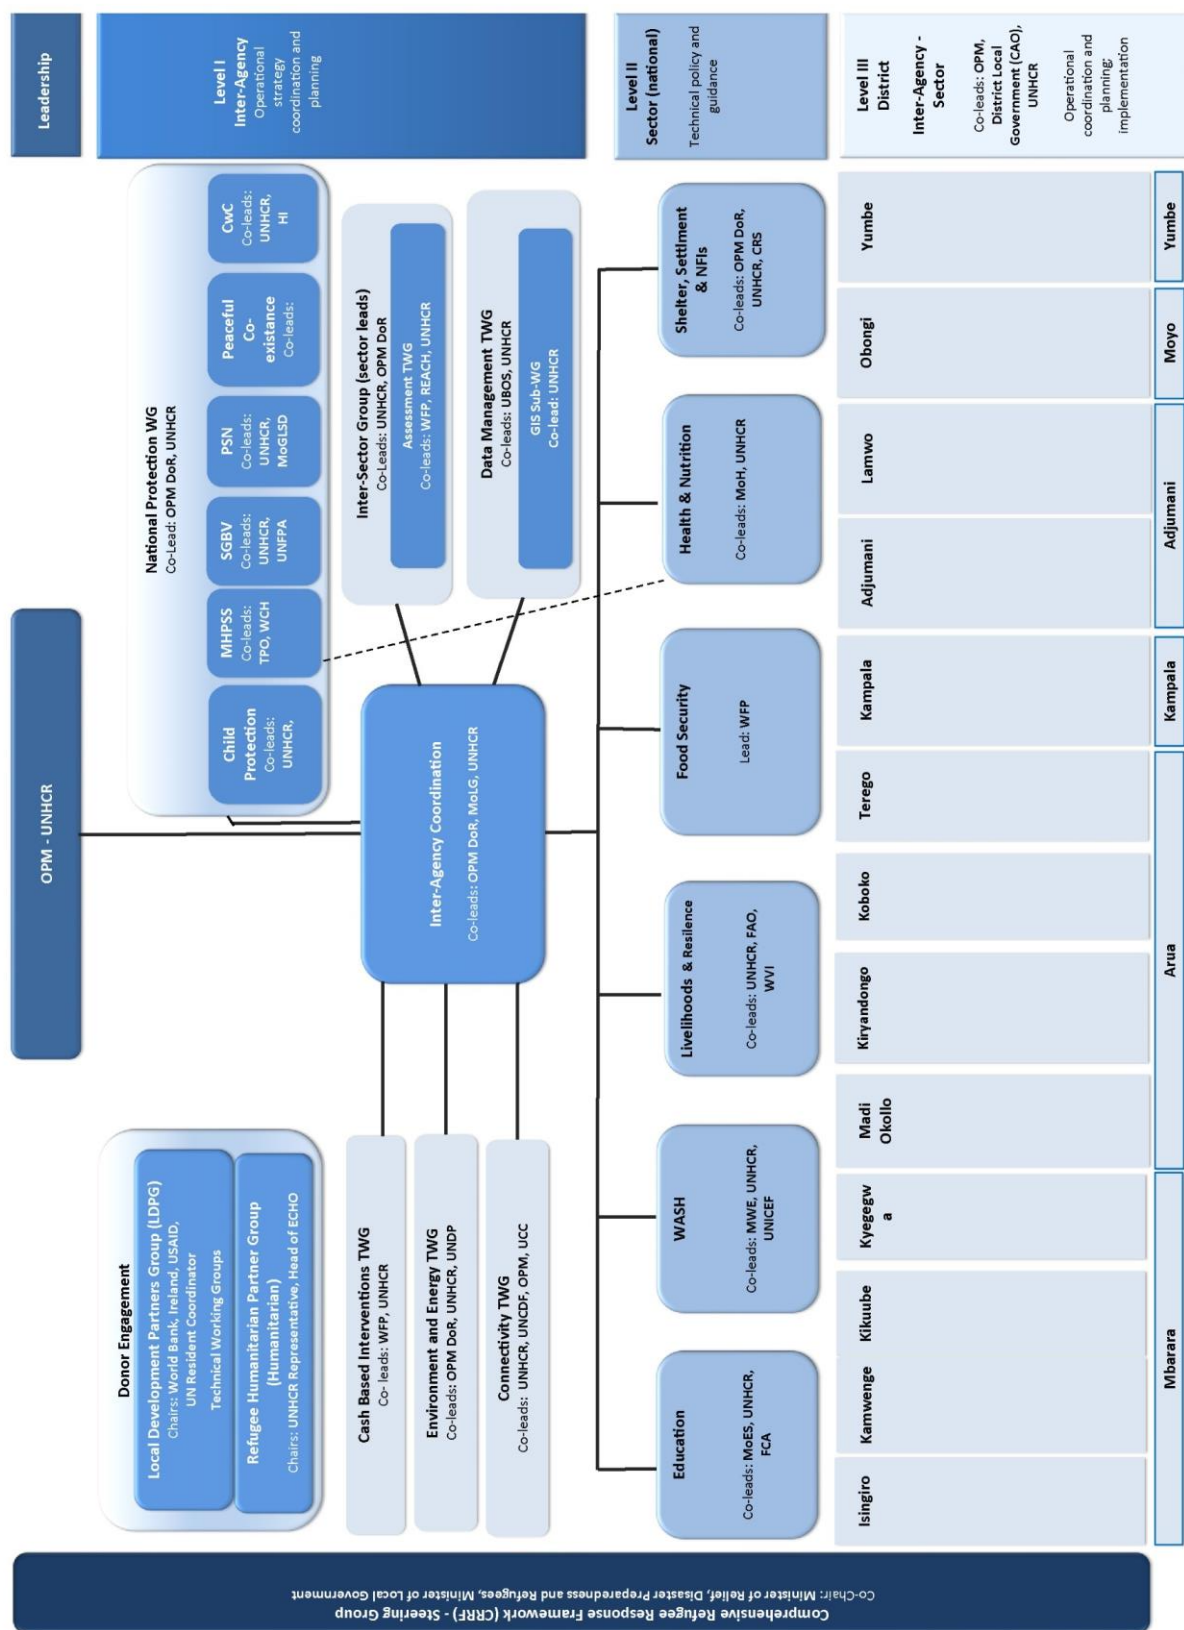 Comprehensive Refugee Response Framework (CRRF) - Steering Group
Co-Chair: Minister of Relief, Disaster Preparedness and Refugees, Minister of Local Government
OPM - UNHCR
Leadership
Donor Engagement
Local Development Partners Group (LDPG)
Chairs: World Bank, Ireland, USAID,
UN Resident Coordinator
Technical Working Groups
Refugee Humanitarian Partner Group
(Humanitarian)
Chairs: UNHCR Representative, Head of ECHO
National Protection WG
Co-Lead: OPM DoR, UNHCR
Child
Protection
Co-leads:
UNHCR,
MHPSS
Co-leads:
TPO, WCH
SGBV
Co-leads:
UNHCR,
UNFPA
PSN
Co-leads:
UNHCR,
MoGLSD
Peaceful
Co-
existance
Co-leads:
CwC
Co-leads:
UNHCR,
HI
Level I
Inter-Agency
Operational
strategy
coordination and
planning
Cash Based Interventions TWG
Co- leads: WFP, UNHCR
Environment and Energy TWG
Co-leads: OPM DoR, UNHCR, UNDP
Connectivity TWG
Co-leads: UNHCR, UNCDF, OPM, UCC
Inter-Agency Coordination
Co-leads: OPM DoR, MoLG, UNHCR
Inter-Sector Group (sector leads)
Co-Leads: UNHCR, OPM DoR
Assessment TWG
Co-leads: WFP, REACH, UNHCR
Data Management TWG
Co-leads: UBOS, UNHCR
GIS Sub-WG
Co-lead: UNHCR
Education
Co-leads: MoES, UNHCR,
FCA
WASH
Co-leads: MWE, UNHCR,
UNICEF
Livelihoods & Resilence
Co-leads: UNHCR, FAO,
WVI
Food Security
Lead: WFP
Health & Nutrition
Co-leads: MoH, UNHCR
Shelter, Settlment
& NFIs
Co-leads: OPM DoR,
UNHCR, CRS
Level II
Sector (national)
Technical policy and
guidance
Isingiro
Kamwenge
Kikuube
Kyegegw
a
Madi
Okollo
Kiryandongo
Koboko
Terego
Kampala
Adjumani
Lamwo
Obongi
Yumbe
Level III
District
Inter-Agency -
Sector
Co-leads: OPM,
District Local
Government (CAO),
UNHCR
Operational
coordination and
planning;
implementation
Mbarara
Arua
Kampala
Adjumani
Moyo
Yumbe